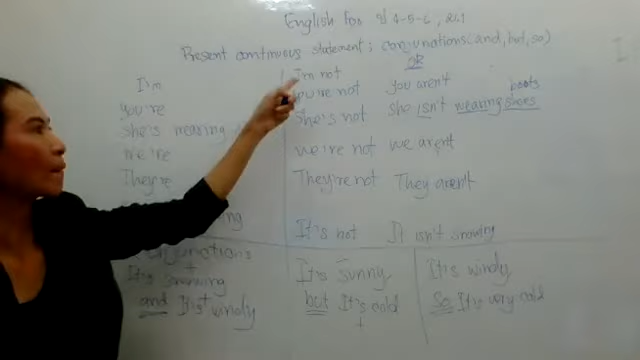 English for
Present continuous statement; conjunations (and, but, so)
OR
I'm
I'm not
you're
You're not you aren't boots
she's wearing
She's not she isn't wearing shoes
We're
we're not we aren't
They're
They're not They aren't
It's not It isn't snowing
Conjunations
It's sunny
It's windy
It's
and It's windy
but It's cold
So It's very cold